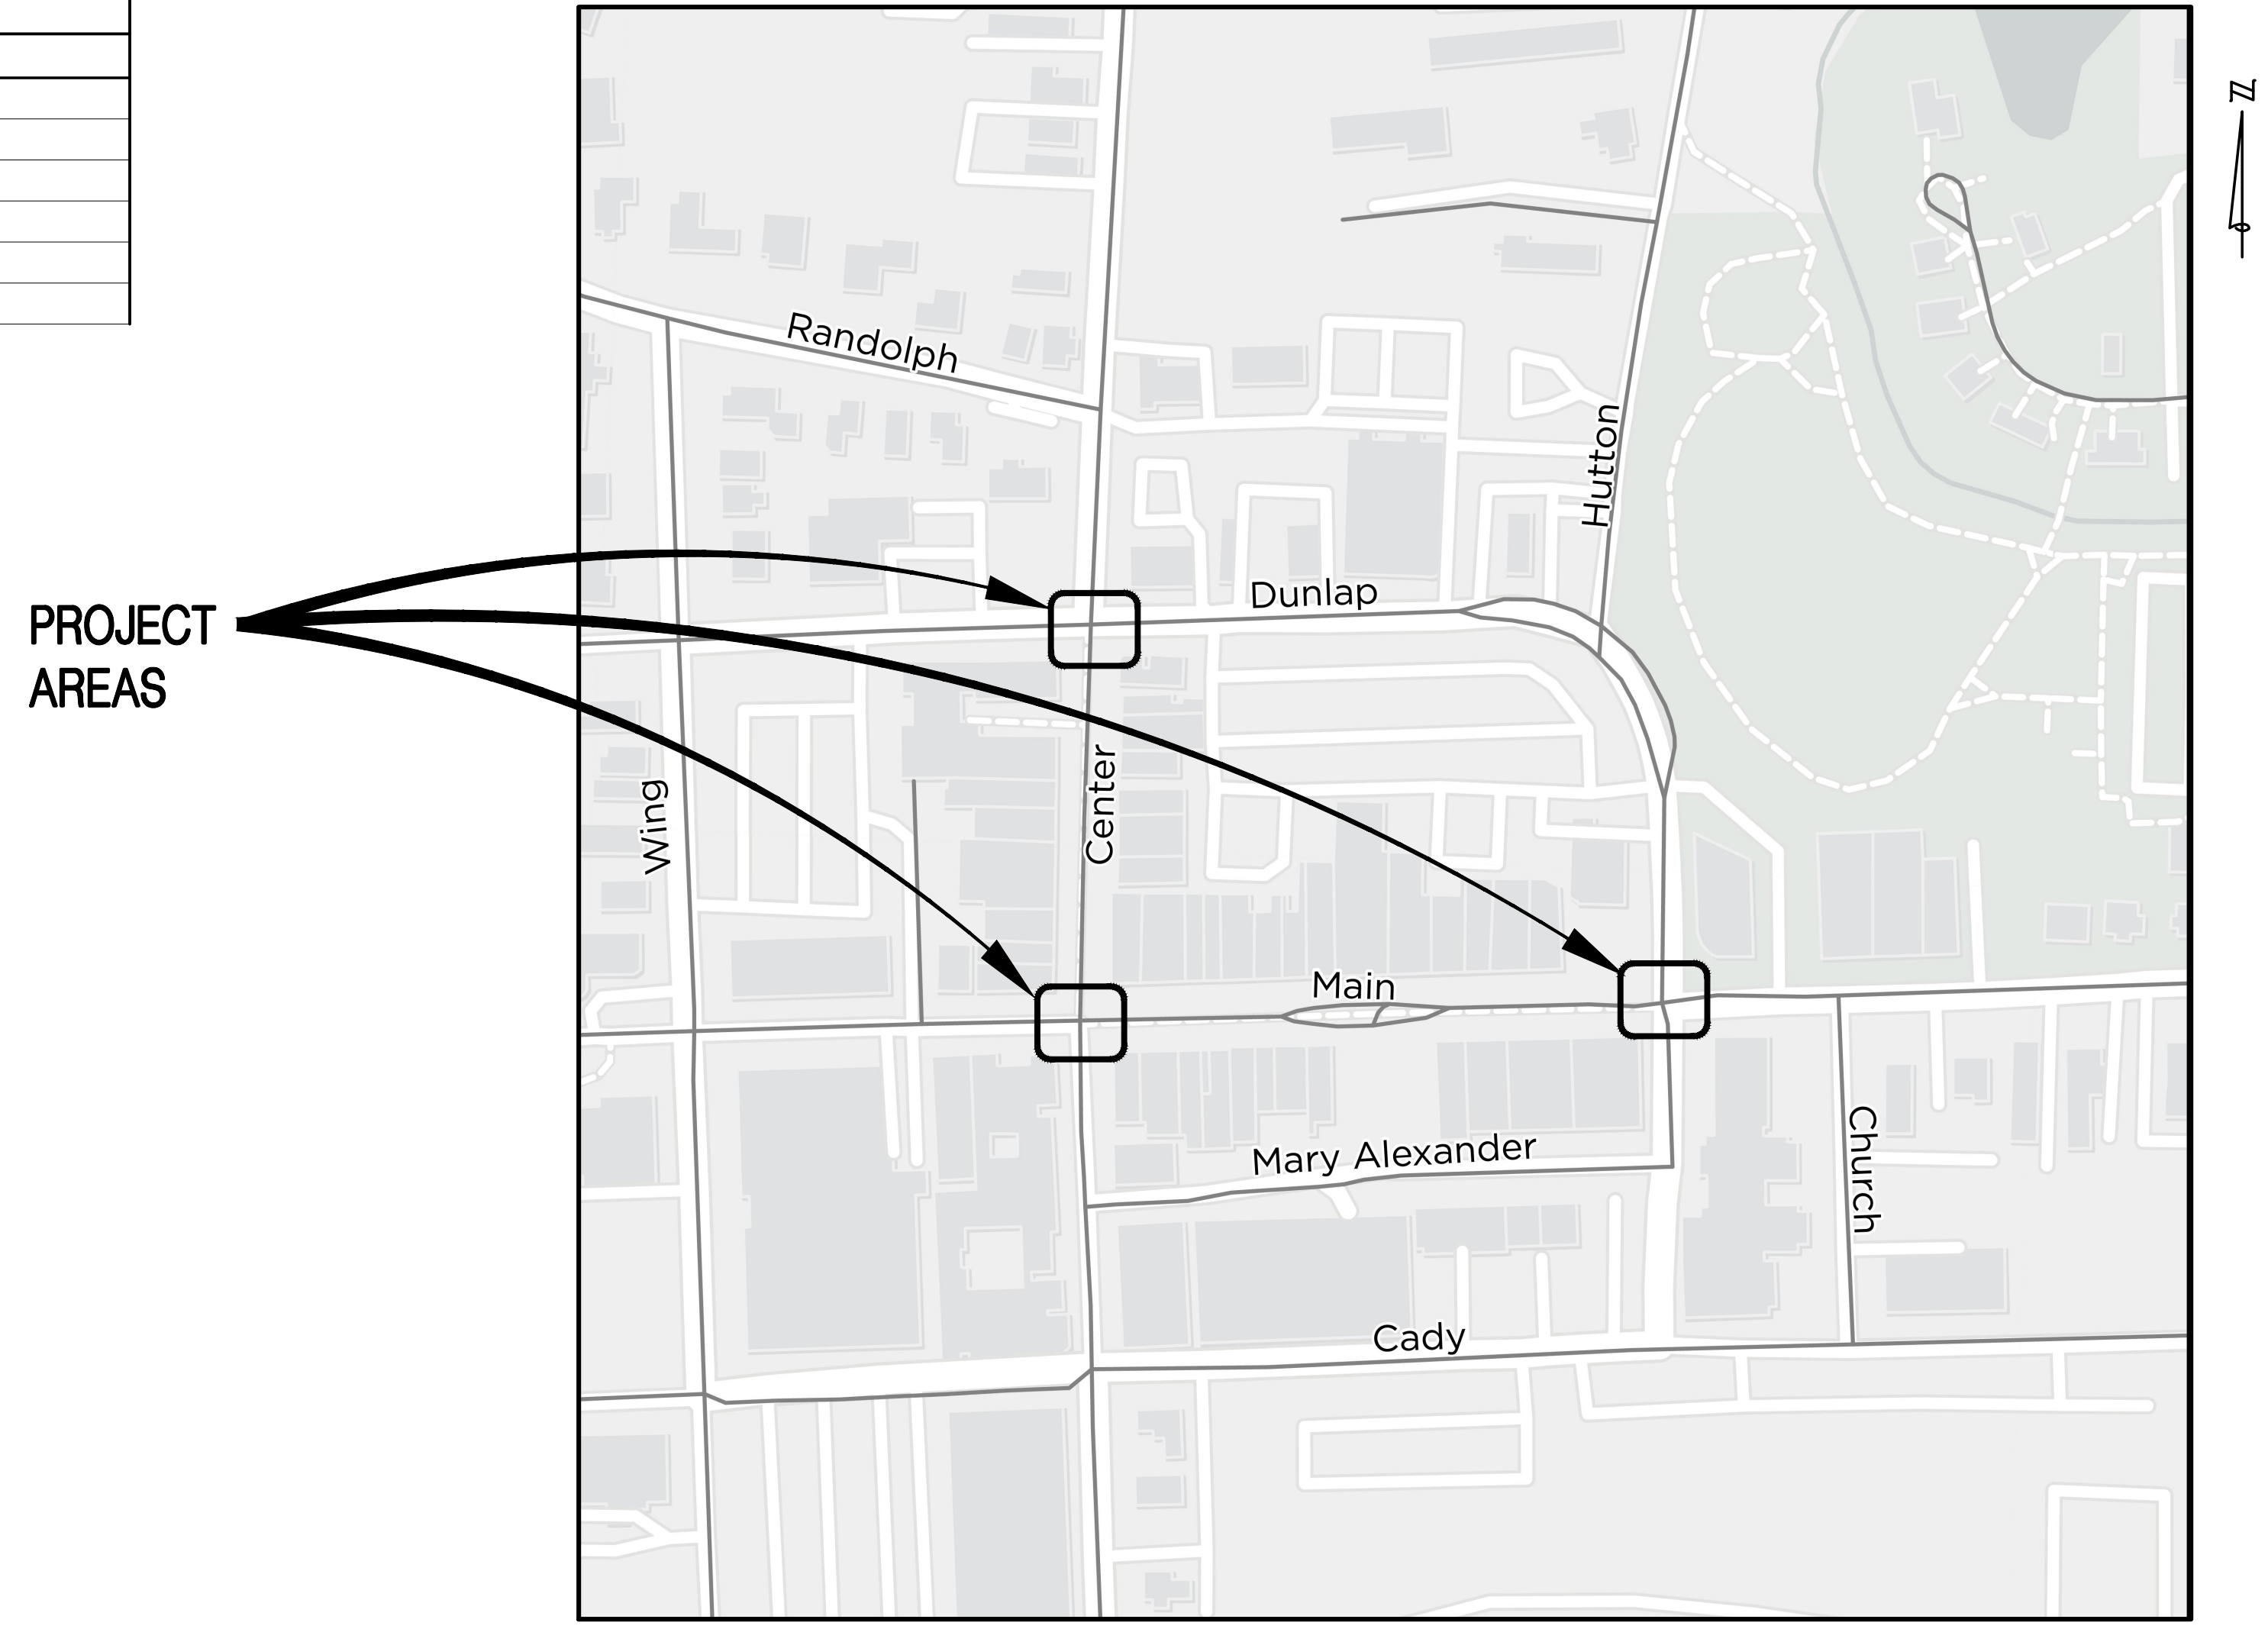 N
Randolph
Hutton
Dunlap
PROJECT
AREAS
Center
Wing
Main
Mary Alexander
Church
Cady